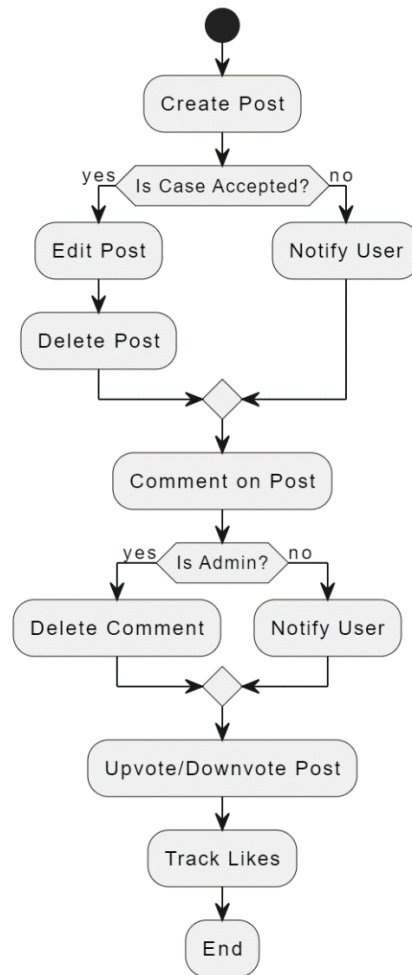 Create Post
yes
Is Case Accepted?
no
Edit Post
Notify User
Delete Post
Comment on Post
yes
Is Admin?
no
Delete Comment
Notify User
Upvote/Downvote Post
Track Likes
End